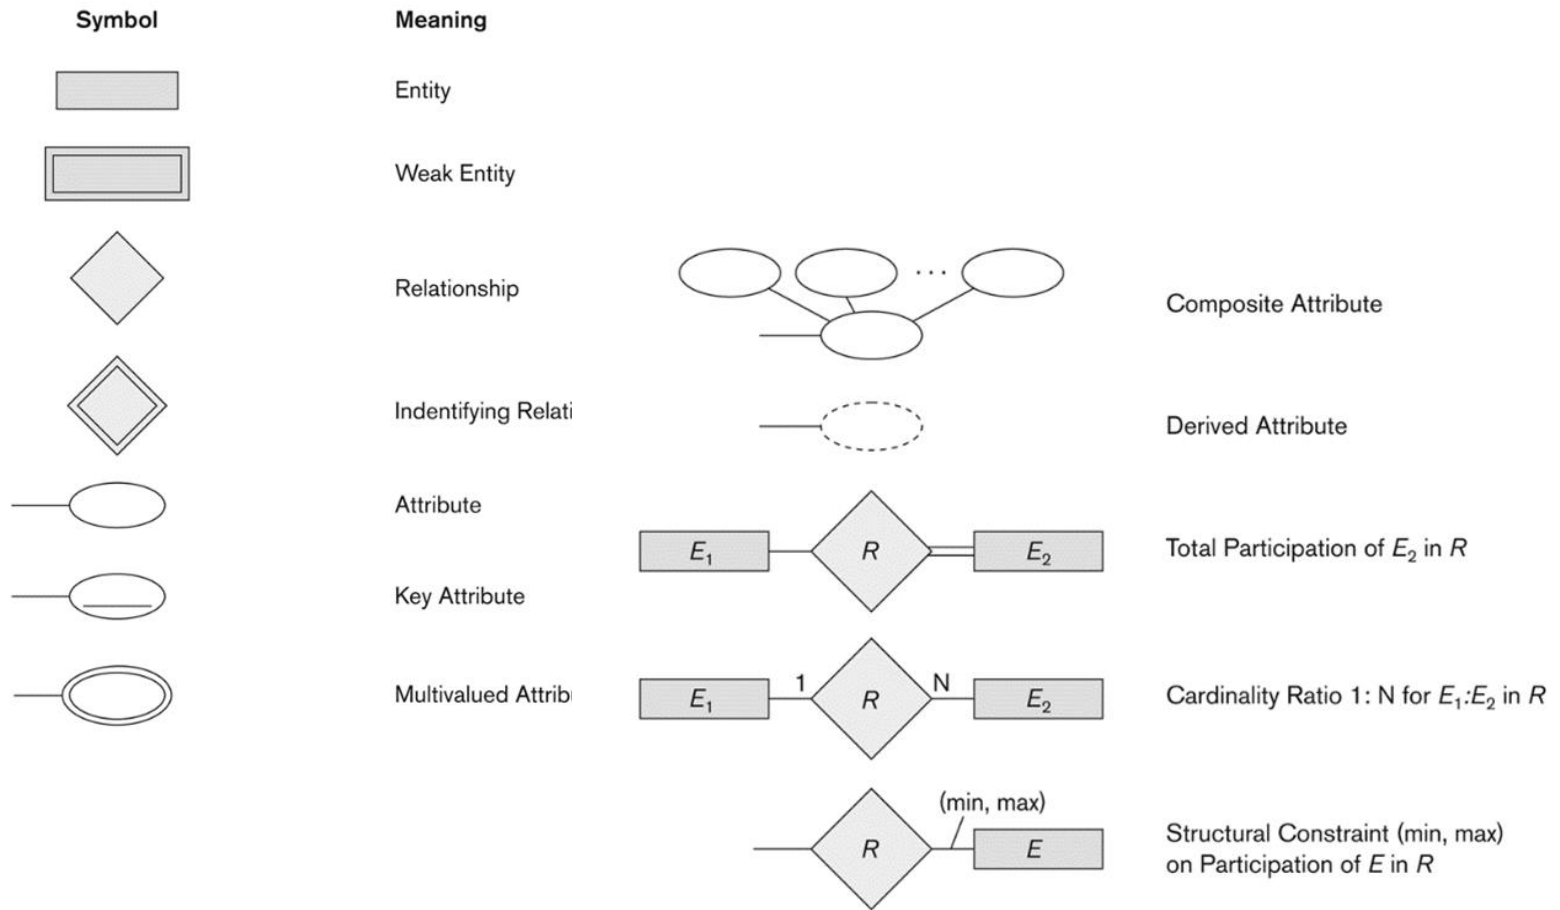 Symbol Meaning
Entity
Weak Entity
Relationship
Indentifying Relati
Attribute
Key Attribute
Multivalued Attrib
... Composite Attribute
Derived Attribute
E₁ R E₂ Total Participation of E₂ in R
E₁ 1 R N E₂ Cardinality Ratio 1: N for E₁:E₂ in R
(min, max)
R E Structural Constraint (min, max)
on Participation of E in R